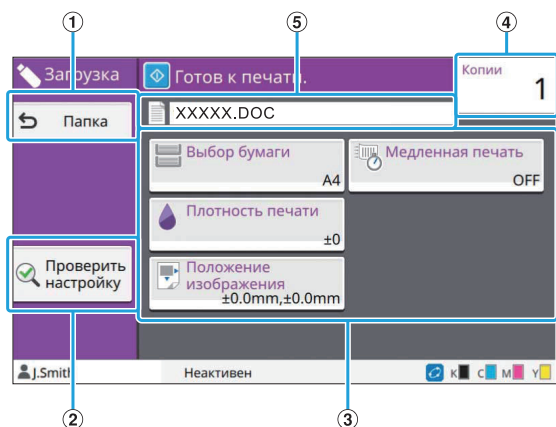 ① ⑤ ④
Загрузка
Готов к печати.
Копии
1
Папка
XXXXX.DOC
Выбор бумаги
A4
Медленная печать
OFF
Плотность печати
±0
Проверить
настройку
Положение
изображения
±0.0mm,±0.0mm
J.Smith
Неактивен
K C M Y
② ③